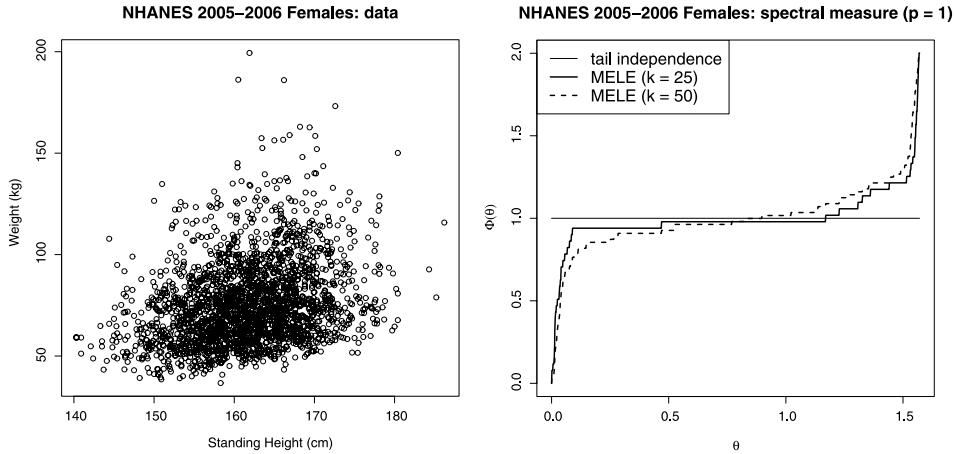 NHANES 2005–2006 Females: data
200
150
100
50
Weight (kg)
140
150
160
170
180
Standing Height (cm)
NHANES 2005–2006 Females: spectral measure (p = 1)
tail independence
MELE (k = 25)
MELE (k = 50)
2.0
1.5
1.0
0.5
0.0
Φ(θ)
0.0
0.5
1.0
1.5
θ